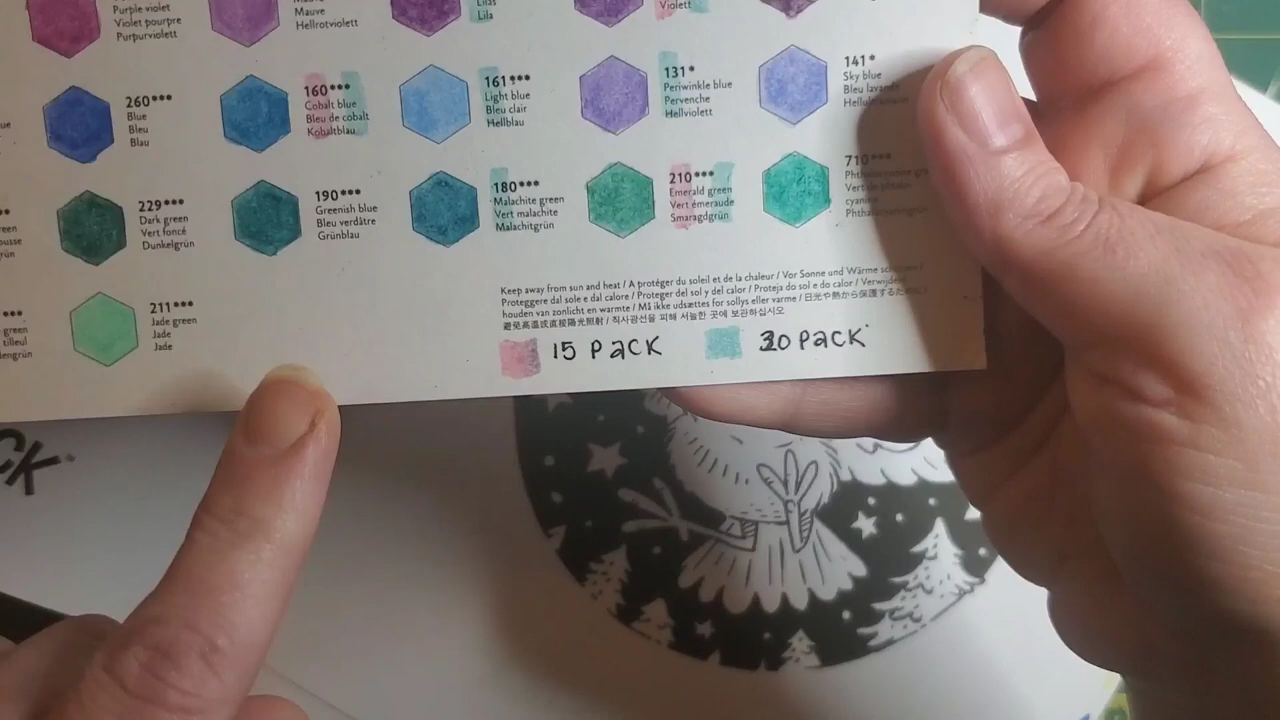 Purple violet
Violet pourpre
Purpurviolett
Mauve
Hellrotviolett
Lilas
Lila
Violett
260***
Blue
Bleu
Blau
160***
Cobalt blue
Bleu de cobalt
Kobaltblau
161***
Light blue
Bleu clair
Hellblau
131*
Periwinkle blue
Pervenche
Hellviolett
141*
Sky blue
Bleu
229***
Dark green
Vert foncé
Dunkelgrün
190***
Greenish blue
Bleu verdâtre
Grünblau
180***
Malachite green
Vert malachite
Malachitgrün
210***
Emerald green
Vert émeraude
Smaragdgrün
710***
211***
Jade green
Jade
Jade
green
tilleul
Keep away from sun and heat / A protéger du soleil et de la chaleur / Vor Sonne und Wärme
Proteggere dal sole e dal calore / Proteger del sol y del calor / Proteja do sol e do calor /
houden van zonlicht en warmte / Må ikke udsættes for sollys eller varme / 日光や熱から保護するため
避免高溫或直接陽光照射 / 직사광선을 피해 서늘한 곳에 보관하십시오
15 PACK
30 PACK
CK